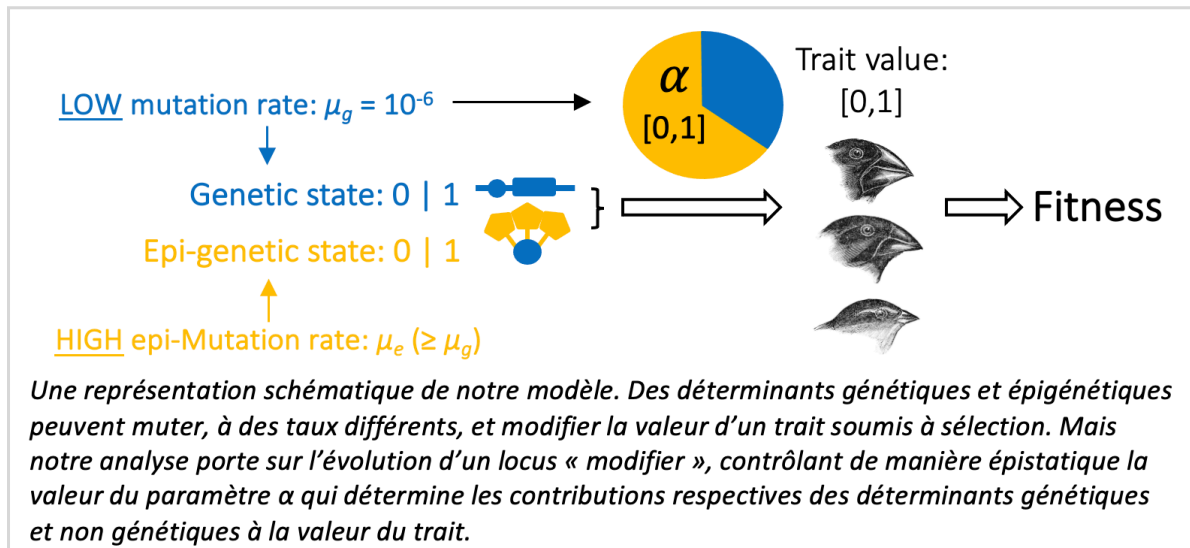 LOW mutation rate: μg = 10⁻⁶
α
[0,1]
Trait value:
[0,1]
Genetic state: 0 | 1
Epi-genetic state: 0 | 1
Fitness
HIGH epi-Mutation rate: μe (≥ μg)
Une représentation schématique de notre modèle. Des déterminants génétiques et épigénétiques
peuvent muter, à des taux différents, et modifier la valeur d’un trait soumis à sélection. Mais
notre analyse porte sur l’évolution d’un locus « modifier », contrôlant de manière épistatique la
valeur du paramètre α qui détermine les contributions respectives des déterminants génétiques
et non génétiques à la valeur du trait.